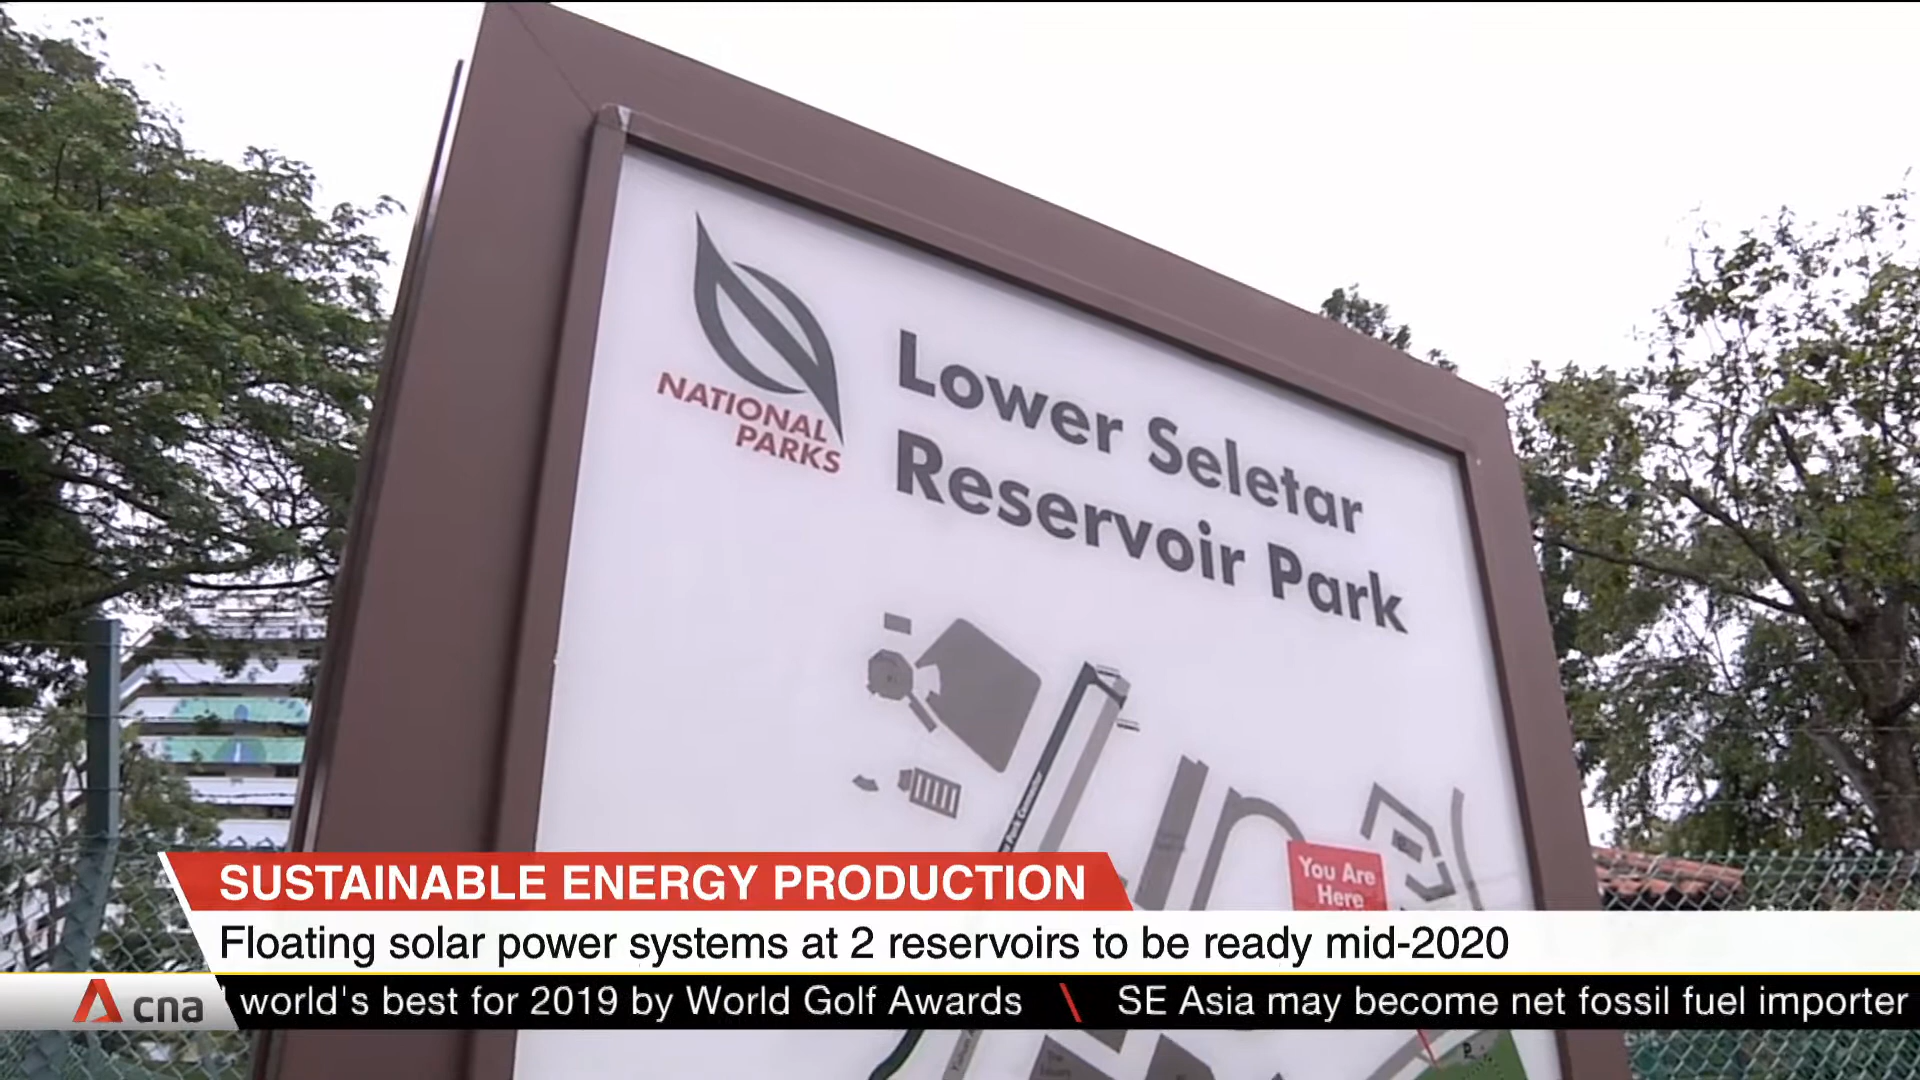 NATIONAL
PARKS
Lower Seletar
Reservoir Park
Park Connector
You Are
Here
SUSTAINABLE ENERGY PRODUCTION
Floating solar power systems at 2 reservoirs to be ready mid-2020
cna
world's best for 2019 by World Golf Awards \ SE Asia may become net fossil fuel importer